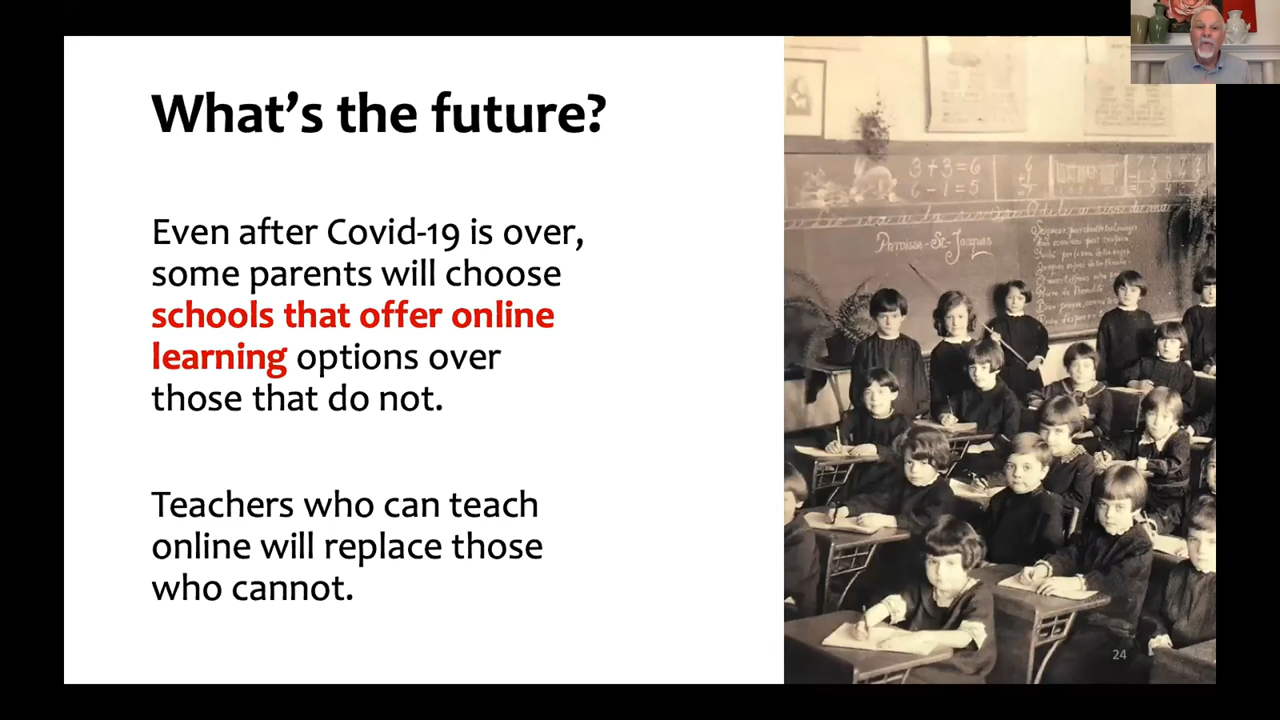 What's the future?
Even after Covid-19 is over,
some parents will choose
schools that offer online
learning options over
those that do not.
Teachers who can teach
online will replace those
who cannot.
3+3=6
6-1=5
Paroisse-St-Jacques
24